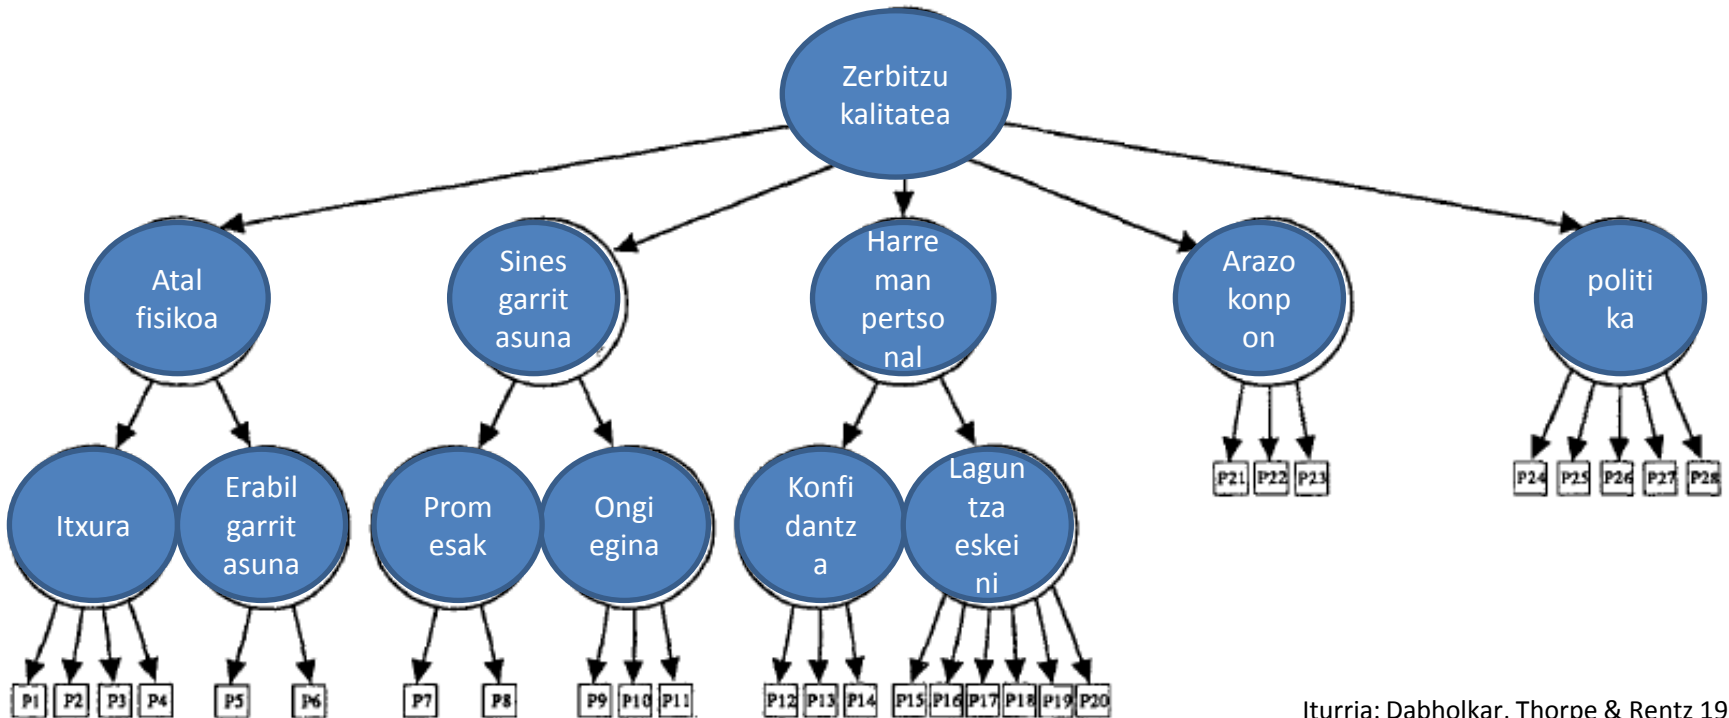 Zerbitzu
kalitatea
Atal
fisikoa
Sines
garrit
asuna
Harre
man
pertso
nal
Arazo
konp
on
politi
ka
Itxura
Erabil
garrit
asuna
Prom
esak
Ongi
egina
Konfi
dantz
a
Lagun
tza
eskei
ni
P21 P22 P23
P24 P25 P26 P27 P28
P1 P2 P3 P4 P5 P6 P7 P8 P9 P10 P11 P12 P13 P14 P15 P16 P17 P18 P19 P20
Iturria: Dabholkar, Thorpe & Rentz 19